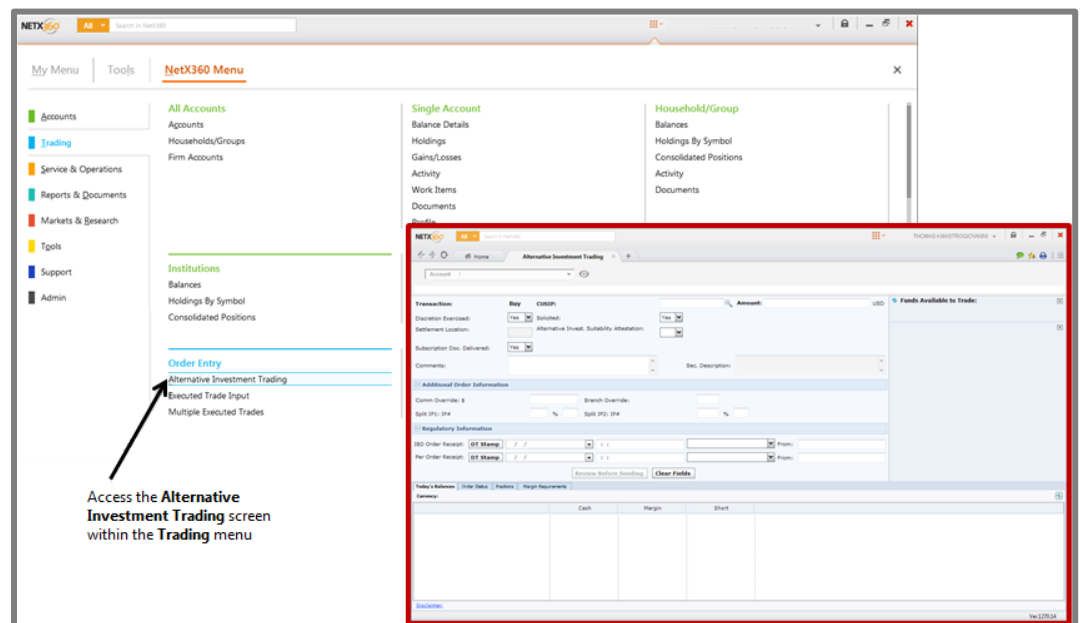 NETX360 All Search in NetX360
My Menu Tools NetX360 Menu
Accounts
Trading
Service & Operations
Reports & Documents
Markets & Research
Tools
Support
Admin
All Accounts
Accounts
Households/Groups
Firm Accounts
Single Account
Balance Details
Holdings
Gains/Losses
Activity
Work Items
Documents
Profile
Household/Group
Balances
Holdings By Symbol
Consolidated Positions
Activity
Documents
Institutions
Balances
Holdings By Symbol
Consolidated Positions
Order Entry
Alternative Investment Trading
Executed Trade Input
Multiple Executed Trades
Access the Alternative
Investment Trading screen
within the Trading menu
NETX360 All Search in NetX360
Home Alternative Investment Trading
Account
Transaction: Buy CUSIP: Amount: USD
Discretion Exercised: Yes Solicited: Yes
Settlement Location: Alternative Invest. Suitability Attestation:
Subscription Doc. Delivered: Yes
Comments: Sec. Description:
Funds Available to Trade:
Additional Order Information
Comm Override: $ Branch Override:
Split IP1: IP# % Split IP2: IP# %
Regulatory Information
IBD Order Receipt: DT Stamp / / : : From:
Per Order Receipt: DT Stamp / / : : From:
Review Before Sending Clear Fields
Today's Balances Order Status Positions Margin Requirements
Currency:
Cash Margin Short
Disclaimer